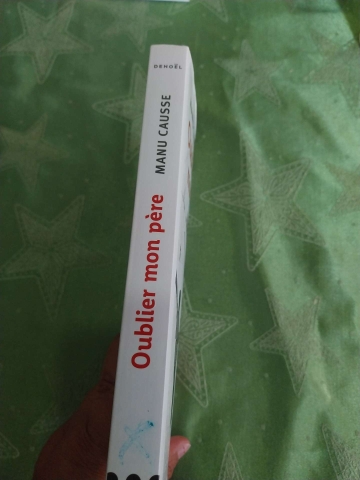 DENOËL
MANU CAUSSE
Oublier mon père